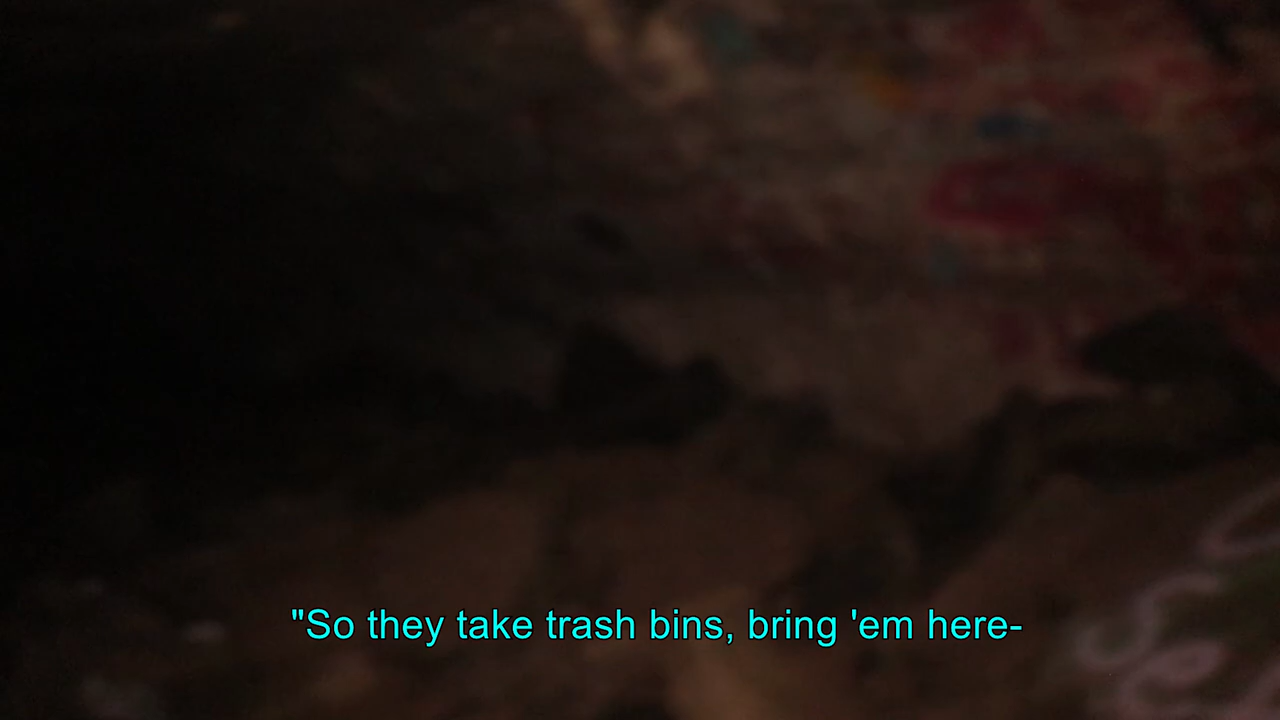 "So they take trash bins, bring 'em here-